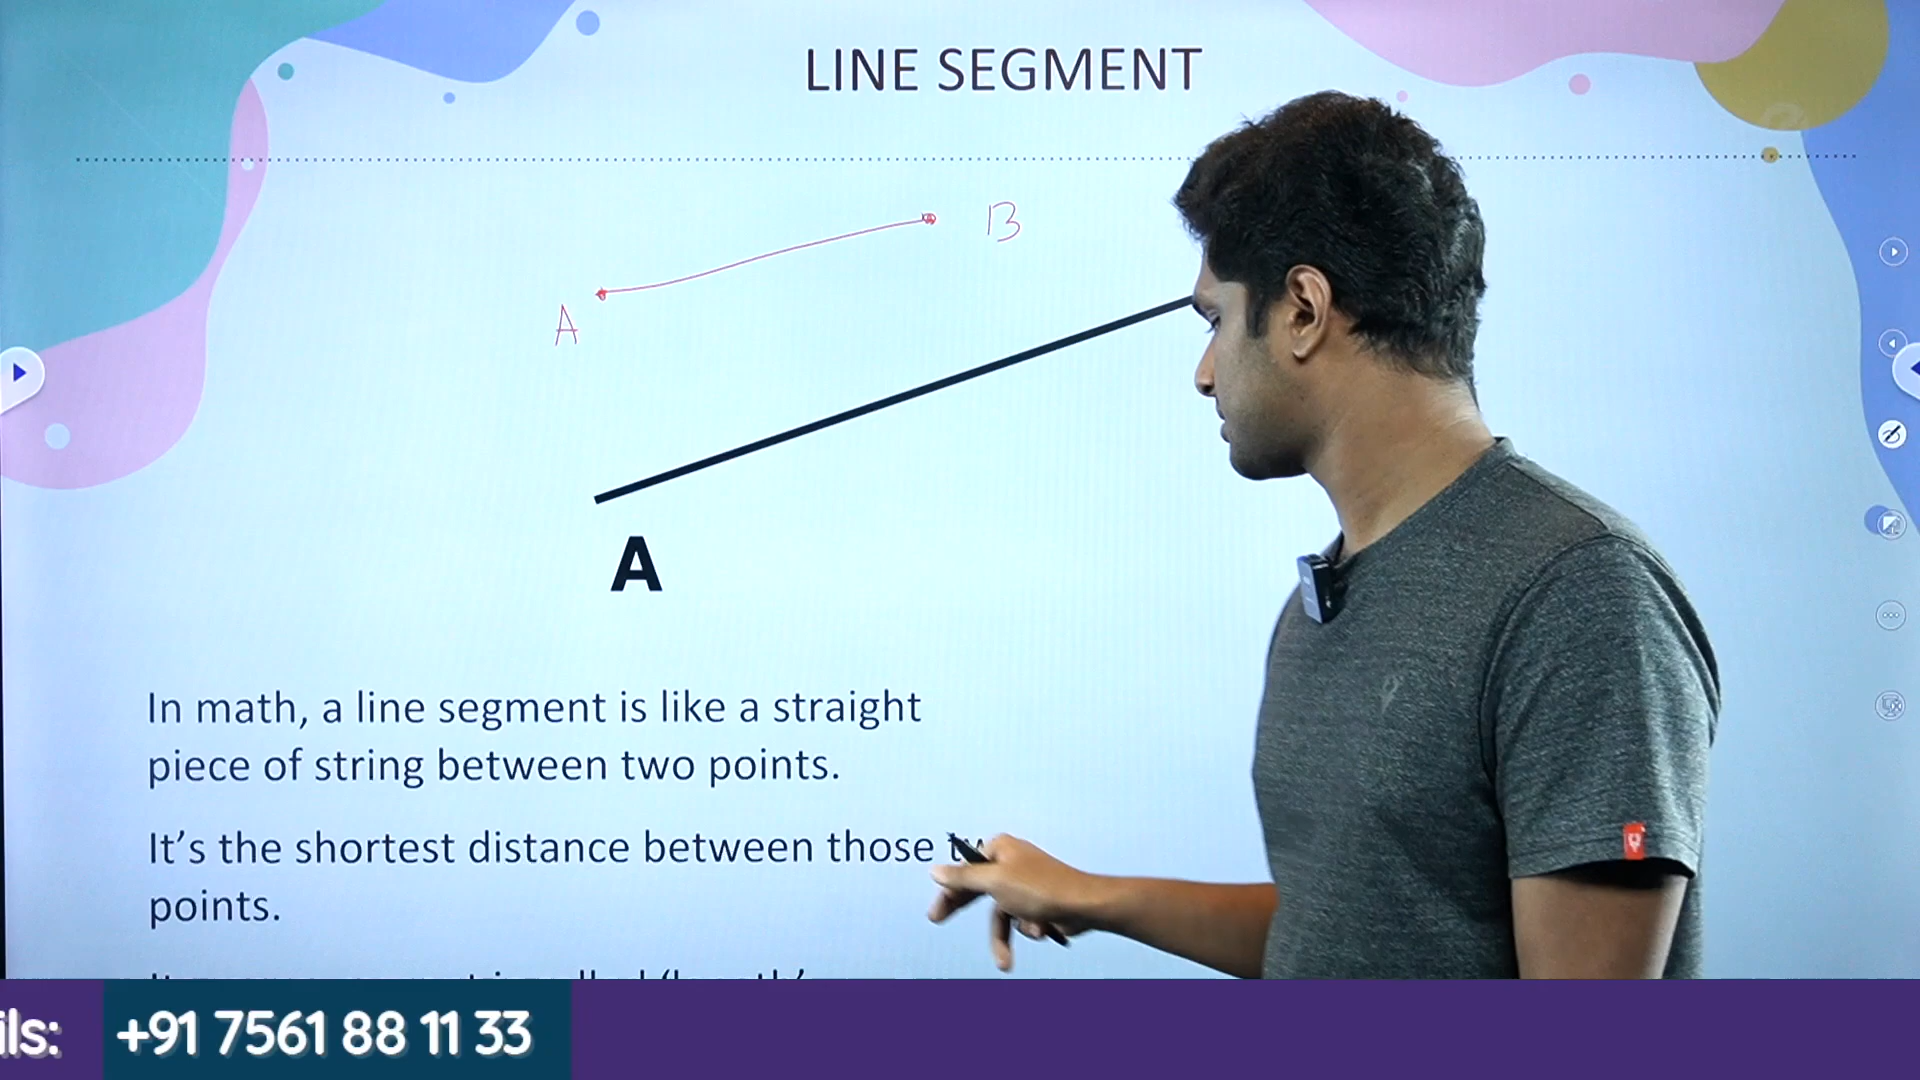 LINE SEGMENT
B
A
A
In math, a line segment is like a straight
piece of string between two points.
It's the shortest distance between those
points.
+91 7561 88 11 33